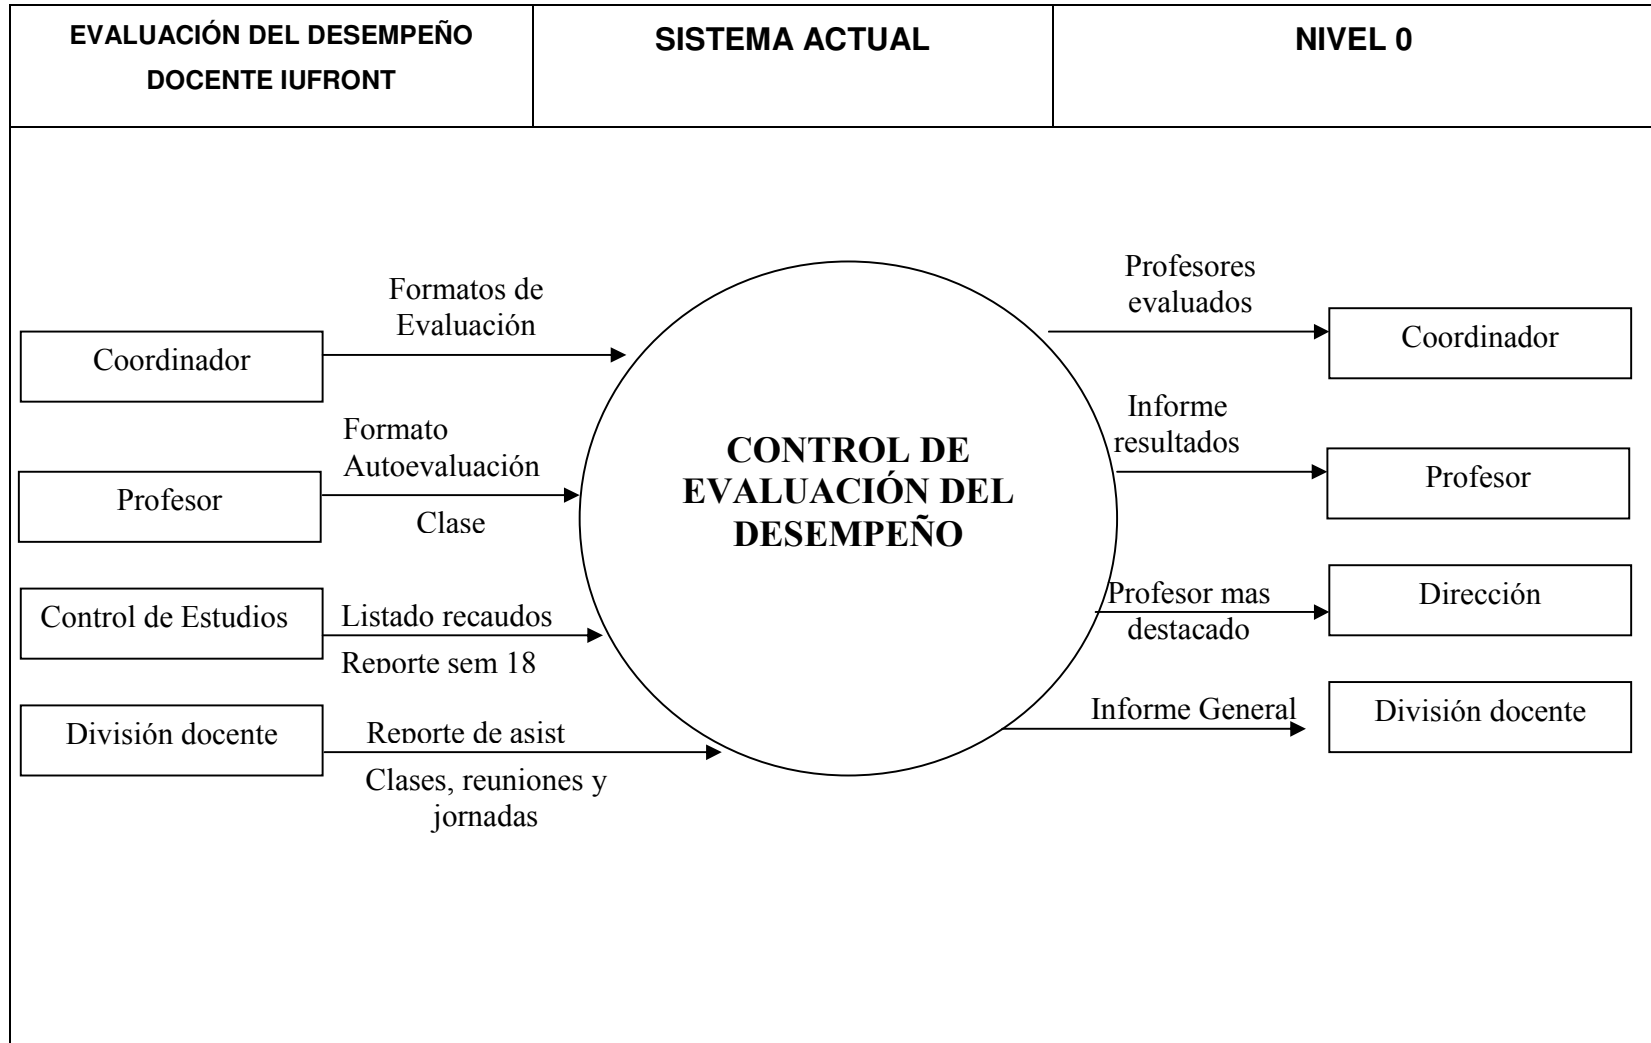 EVALUACIÓN DEL DESEMPEÑO
DOCENTE IUFRONT
SISTEMA ACTUAL
NIVEL 0
Formatos de
Evaluación
Coordinador
Formato
Autoevaluación
Profesor
Clase
Control de Estudios
Listado recaudos
Reporte sem 18
División docente
Reporte de asist
Clases, reuniones y
jornadas
CONTROL DE
EVALUACIÓN DEL
DESEMPEÑO
Profesores
evaluados
Coordinador
Informe
resultados
Profesor
Profesor mas
destacado
Dirección
Informe General
División docente